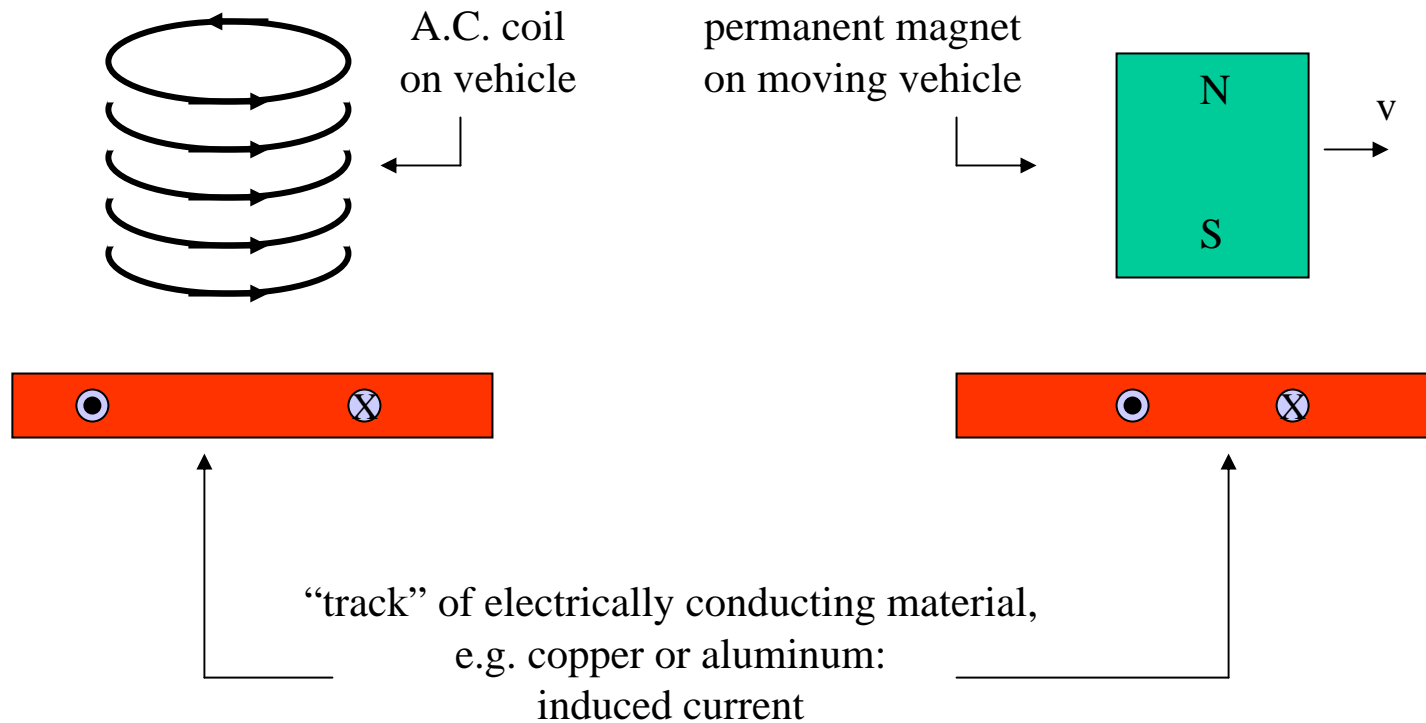 A.C. coil
on vehicle
permanent magnet
on moving vehicle
N
S
v
X
X
“track” of electrically conducting material,
e.g. copper or aluminum:
induced current